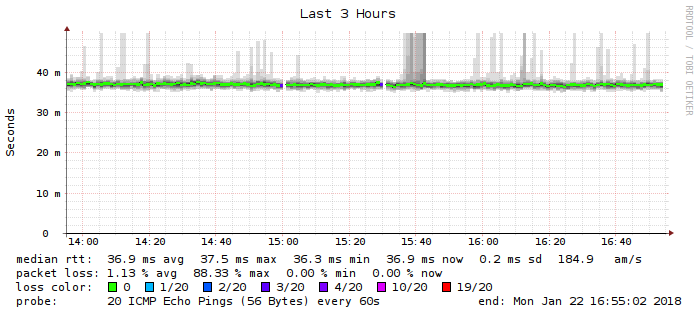 Last 3 Hours
RRDTOOL / TOBI OETIKER
Seconds
40 m
30 m
20 m
10 m
0
14:00 14:20 14:40 15:00 15:20 15:40 16:00 16:20 16:40
median rtt: 36.9 ms avg 37.5 ms max 36.3 ms min 36.9 ms now 0.2 ms sd 184.9 am/s
packet loss: 1.13 % avg 88.33 % max 0.00 % min 0.00 % now
loss color: 0 1/20 2/20 3/20 4/20 10/20 19/20
probe: 20 ICMP Echo Pings (56 Bytes) every 60s end: Mon Jan 22 16:55:02 2018